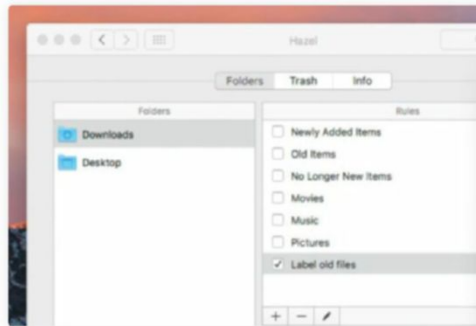 Hazel
Folders Trash Info
Folders
Downloads
Desktop
Rules
Newly Added Items
Old Items
No Longer New Items
Movies
Music
Pictures
Label old files